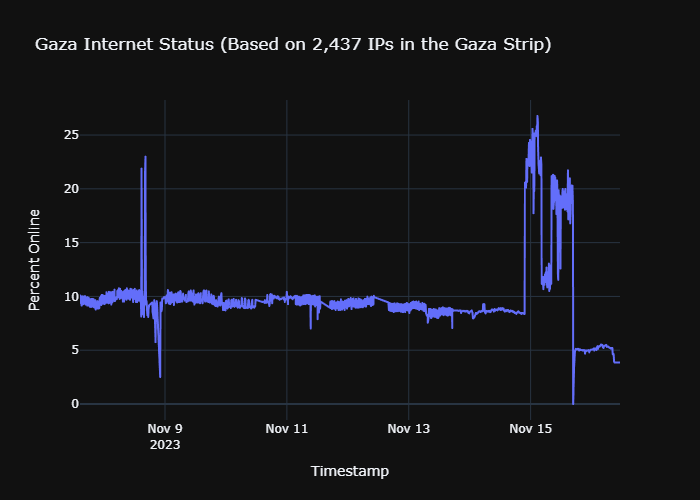 Gaza Internet Status (Based on 2,437 IPs in the Gaza Strip)
Percent Online
25
20
15
10
5
0
Nov 9
2023
Nov 11
Nov 13
Nov 15
Timestamp